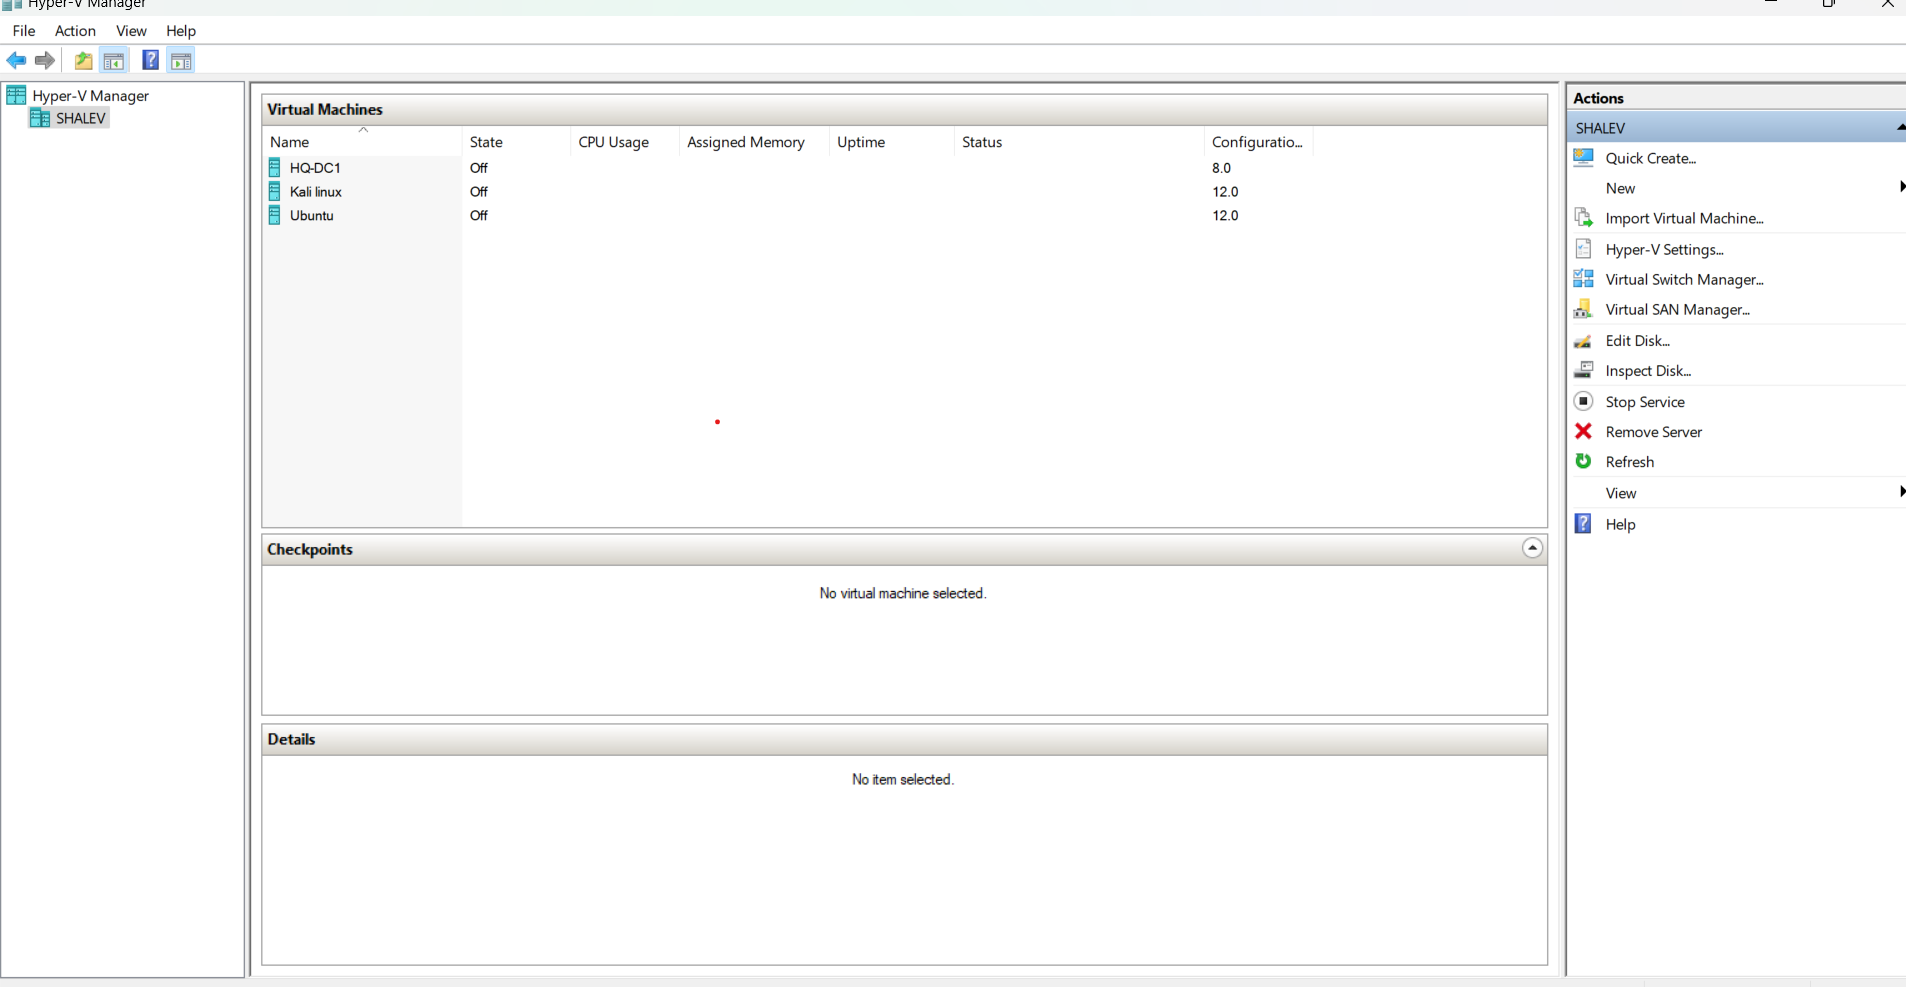 Hyper-V Manager
File Action View Help
Hyper-V Manager
SHALEV
Virtual Machines
Name State CPU Usage Assigned Memory Uptime Status Configuratio...
HQ-DC1 Off 8.0
Kali linux Off 12.0
Ubuntu Off 12.0
Checkpoints
No virtual machine selected.
Details
No item selected.
Actions
SHALEV
Quick Create...
New
Import Virtual Machine...
Hyper-V Settings...
Virtual Switch Manager...
Virtual SAN Manager...
Edit Disk...
Inspect Disk...
Stop Service
Remove Server
Refresh
View
Help